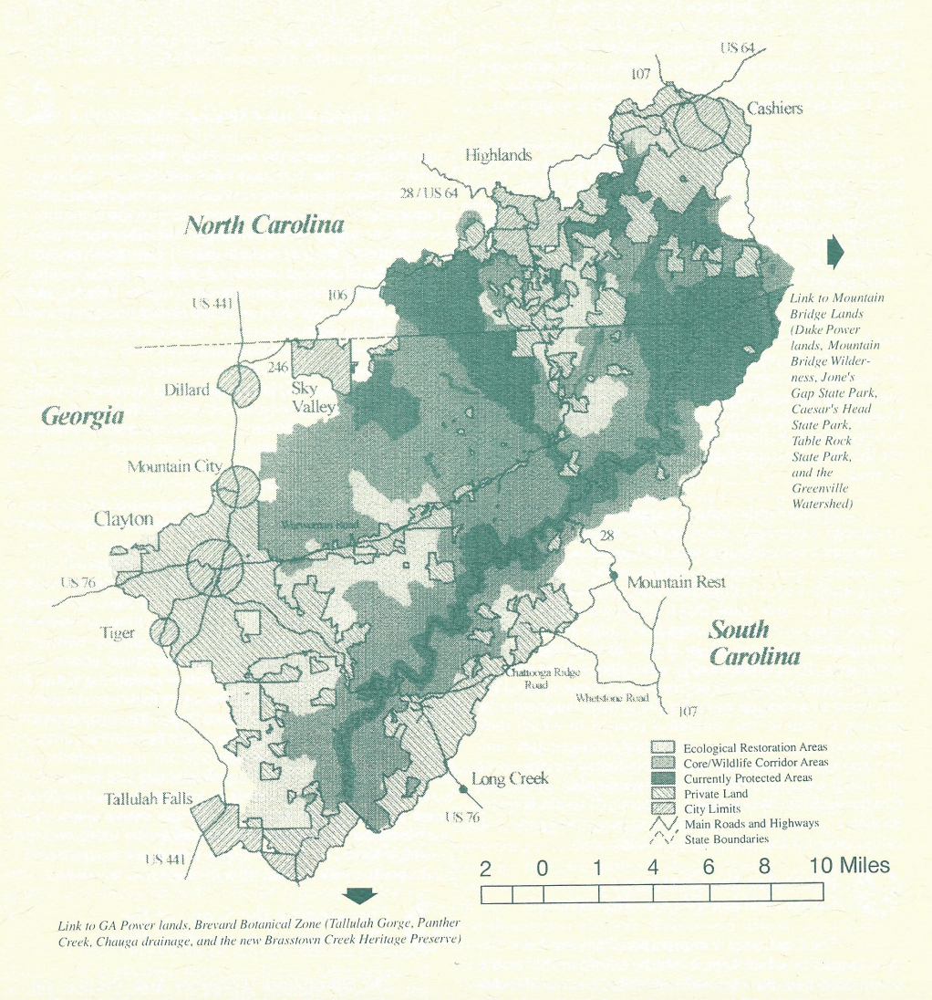 US 64
107
Cashiers
Highlands
28 / US 64
North Carolina
US 441
106
Link to Mountain
Bridge Lands
(Duke Power
lands, Mountain
Bridge Wilder-
ness, Jone's
Gap State Park,
Caesar's Head
State Park,
Table Rock
State Park,
and the
Greenville
Watershed)
246
Sky
Valley
Dillard
Georgia
Mountain City
Clayton
Warwoman Road
28
US 76
Mountain Rest
Tiger
South
Carolina
Chattooga Ridge
Road
Whetstone Road
107
Ecological Restoration Areas
Core/Wildlife Corridor Areas
Currently Protected Areas
Private Land
City Limits
Main Roads and Highways
State Boundaries
Long Creek
Tallulah Falls
US 76
US 441
2 0 1 4 6 8 10 Miles
Link to GA Power lands, Brevard Botanical Zone (Tallulah Gorge, Panther
Creek, Chauga drainage, and the new Brasstown Creek Heritage Preserve)